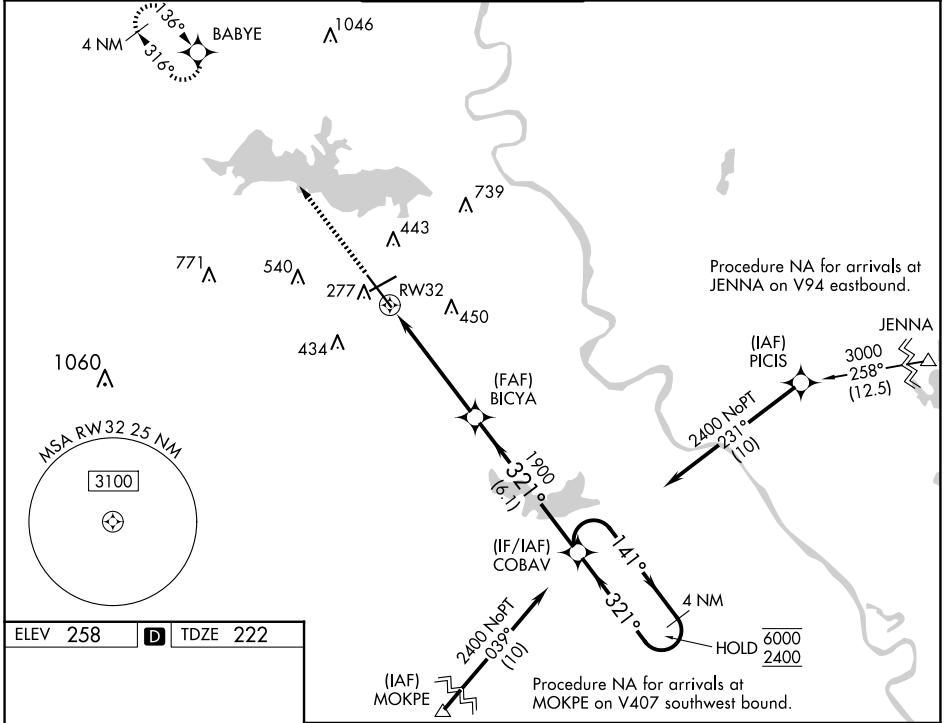 136°
4 NM
316°
BABYE
1046
739
443
771
540
277
RW32
450
434
Procedure NA for arrivals at
JENNA on V94 eastbound.
JENNA
(IAF)
PICIS
3000
258°
(12.5)
1060
(FAF)
BICYA
2400 NoPT
231°
(10)
MSA RW32 25 NM
3100
1900
321°
(6.1)
(IF/IAF)
COBAV
141°
321°
4 NM
HOLD
6000
2400
2400 NoPT
039°
(10)
(IAF)
MOKPE
Procedure NA for arrivals at
MOKPE on V407 southwest bound.
ELEV 258 D TDZE 222